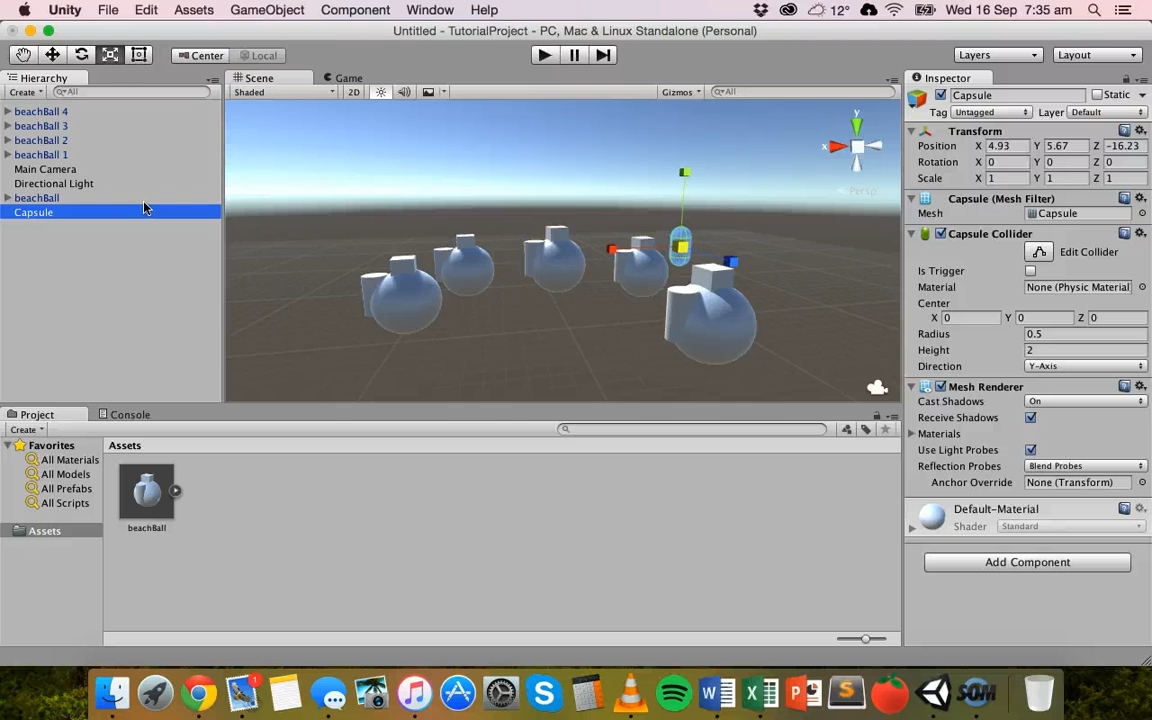 Unity File Edit Assets GameObject Component Window Help 12° Wed 16 Sep 7:35 am
Untitled - TutorialProject - PC, Mac & Linux Standalone (Personal)
Center Local Layers Layout
Hierarchy Scene Game Inspector
Create All Shaded 2D Gizmos All Capsule Static
Tag Untagged Layer Default
beachBall 4
beachBall 3
beachBall 2
beachBall 1
Main Camera
Directional Light
beachBall
Capsule
y
x
Persp
Transform
Position X 4.93 Y 5.67 Z -16.23
Rotation X 0 Y 0 Z 0
Scale X 1 Y 1 Z 1
Capsule (Mesh Filter)
Mesh Capsule
Capsule Collider
Edit Collider
Is Trigger
Material None (Physic Material
Center
X 0 Y 0 Z 0
Radius 0.5
Height 2
Direction Y-Axis
Mesh Renderer
Cast Shadows On
Receive Shadows
Materials
Use Light Probes
Reflection Probes Blend Probes
Anchor Override None (Transform)
Default-Material
Shader Standard
Add Component
Project Console
Create
Favorites
All Materials
All Models
All Prefabs
All Scripts
Assets
Assets
beachBall
1
SOM